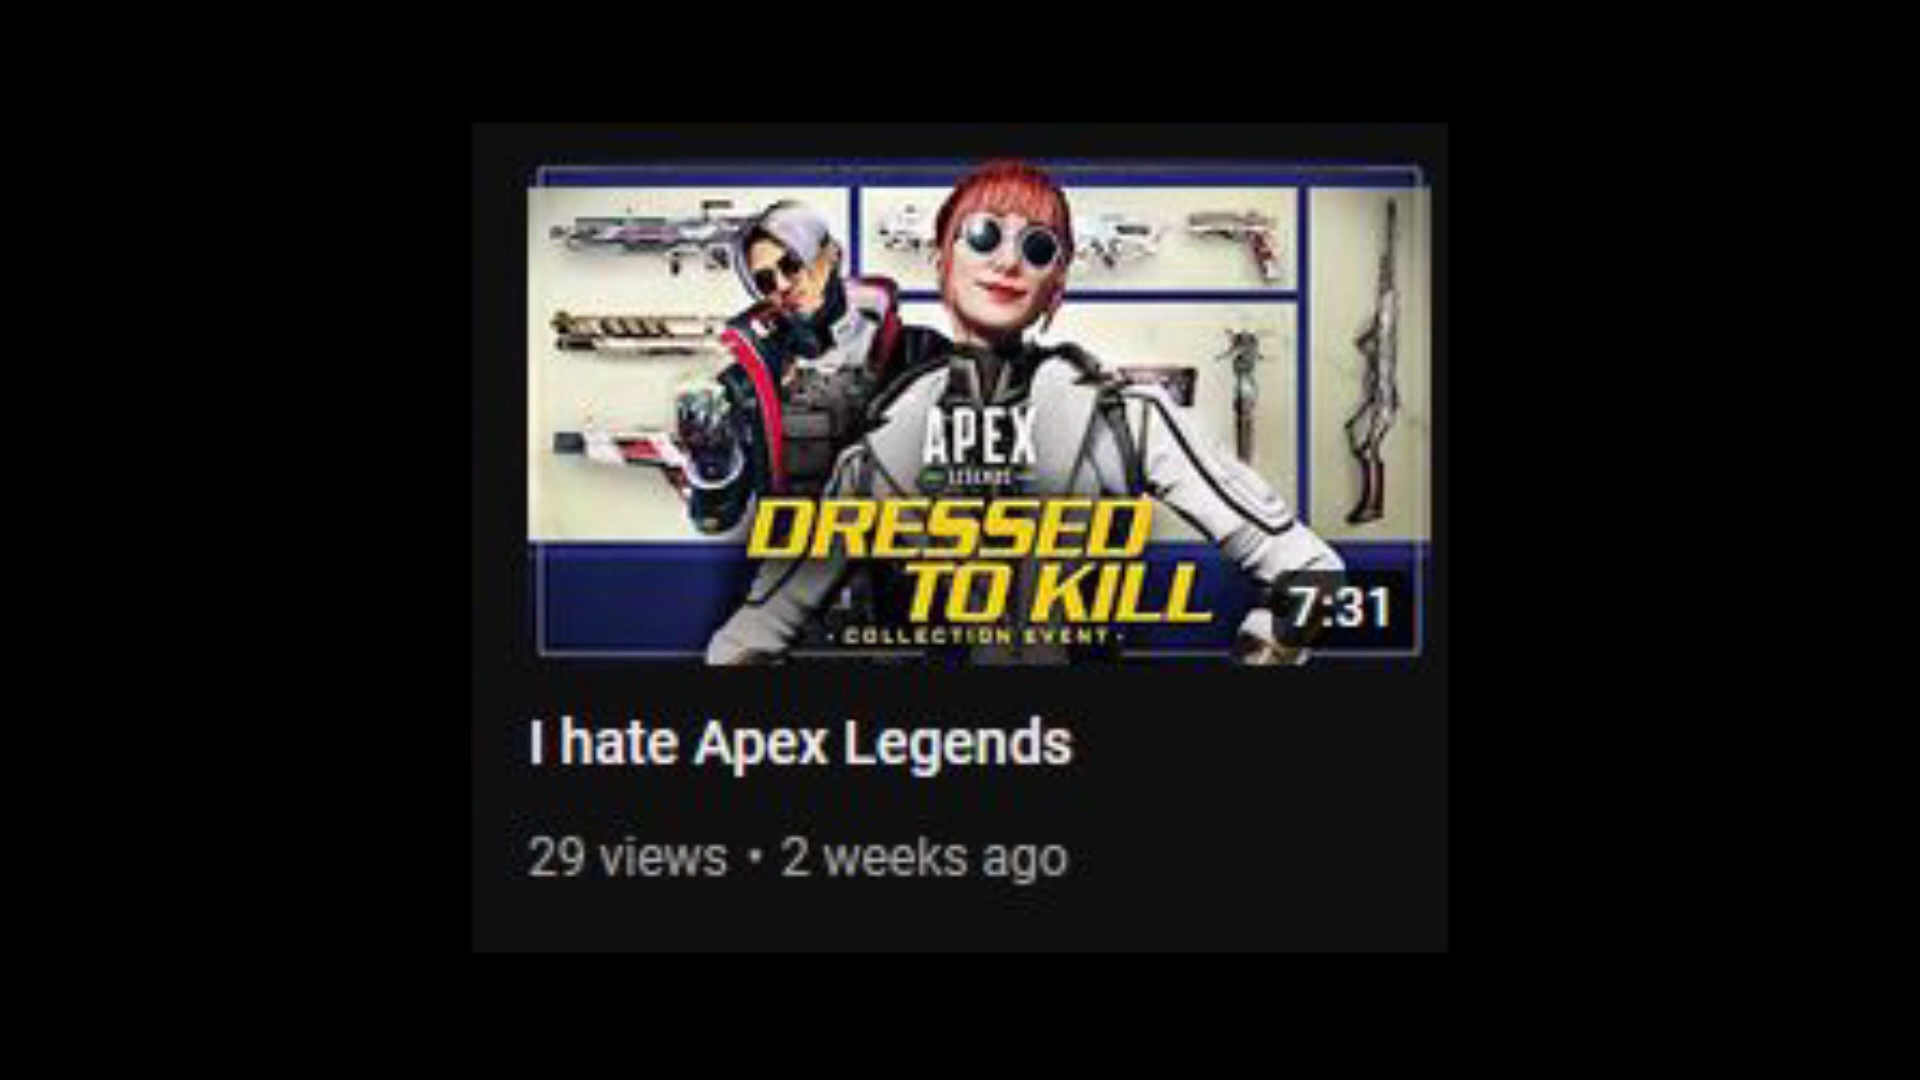 APEX
LEGENDS
DRESSED
TO KILL
• COLLECTION EVENT •
7:31
I hate Apex Legends
29 views • 2 weeks ago